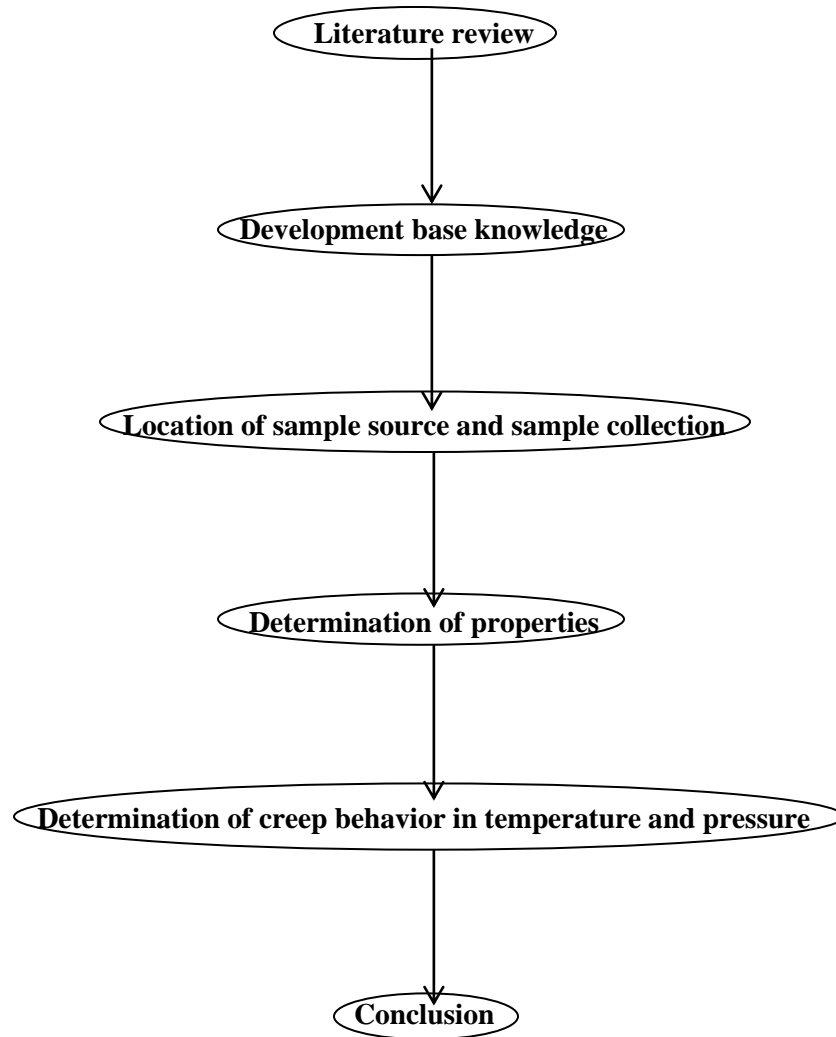 Literature review
Development base knowledge
Location of sample source and sample collection
Determination of properties
Determination of creep behavior in temperature and pressure
Conclusion